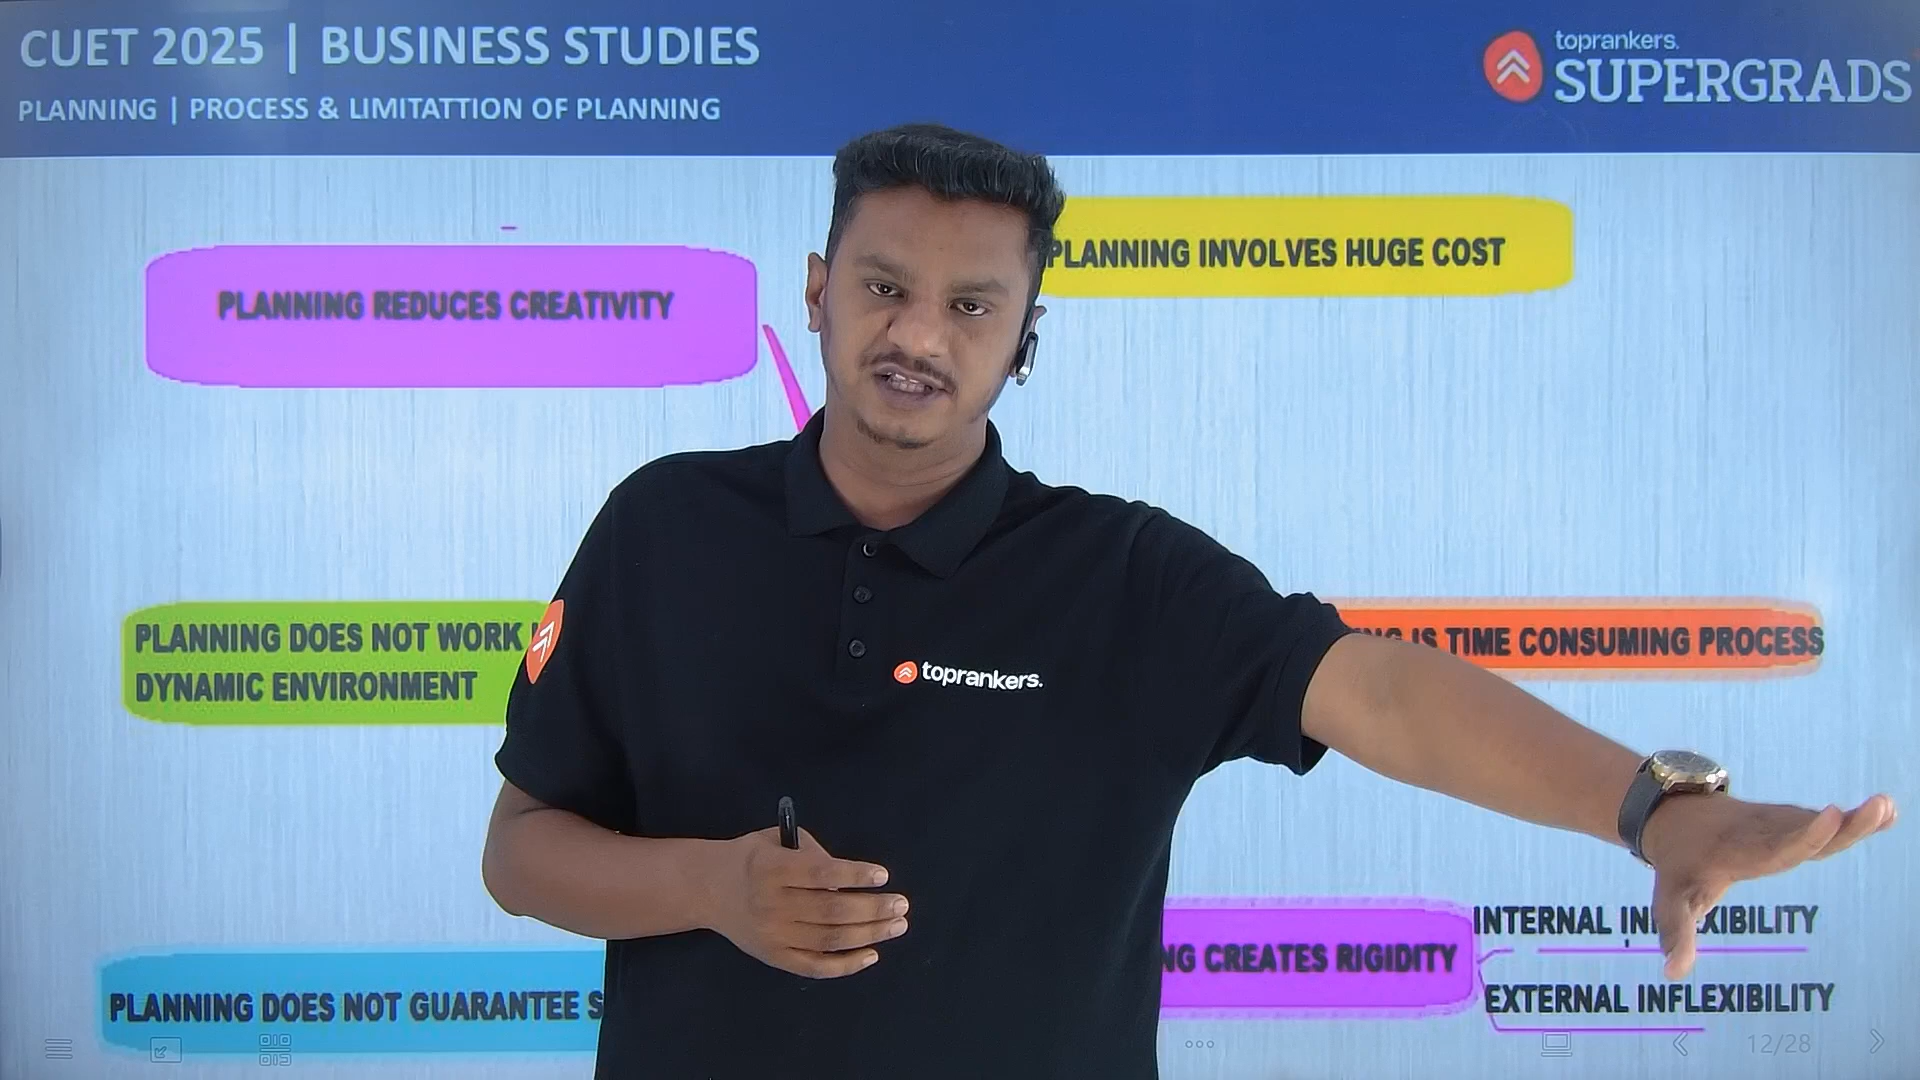 CUET 2025 | BUSINESS STUDIES
PLANNING | PROCESS & LIMITATTION OF PLANNING
toprankers.
SUPERGRADS
PLANNING INVOLVES HUGE COST
PLANNING REDUCES CREATIVITY
PLANNING DOES NOT WORK
DYNAMIC ENVIRONMENT
IS TIME CONSUMING PROCESS
toprankers.
CREATES RIGIDITY
INTERNAL INFLEXIBILITY
EXTERNAL INFLEXIBILITY
PLANNING DOES NOT GUARANTEE
12/28